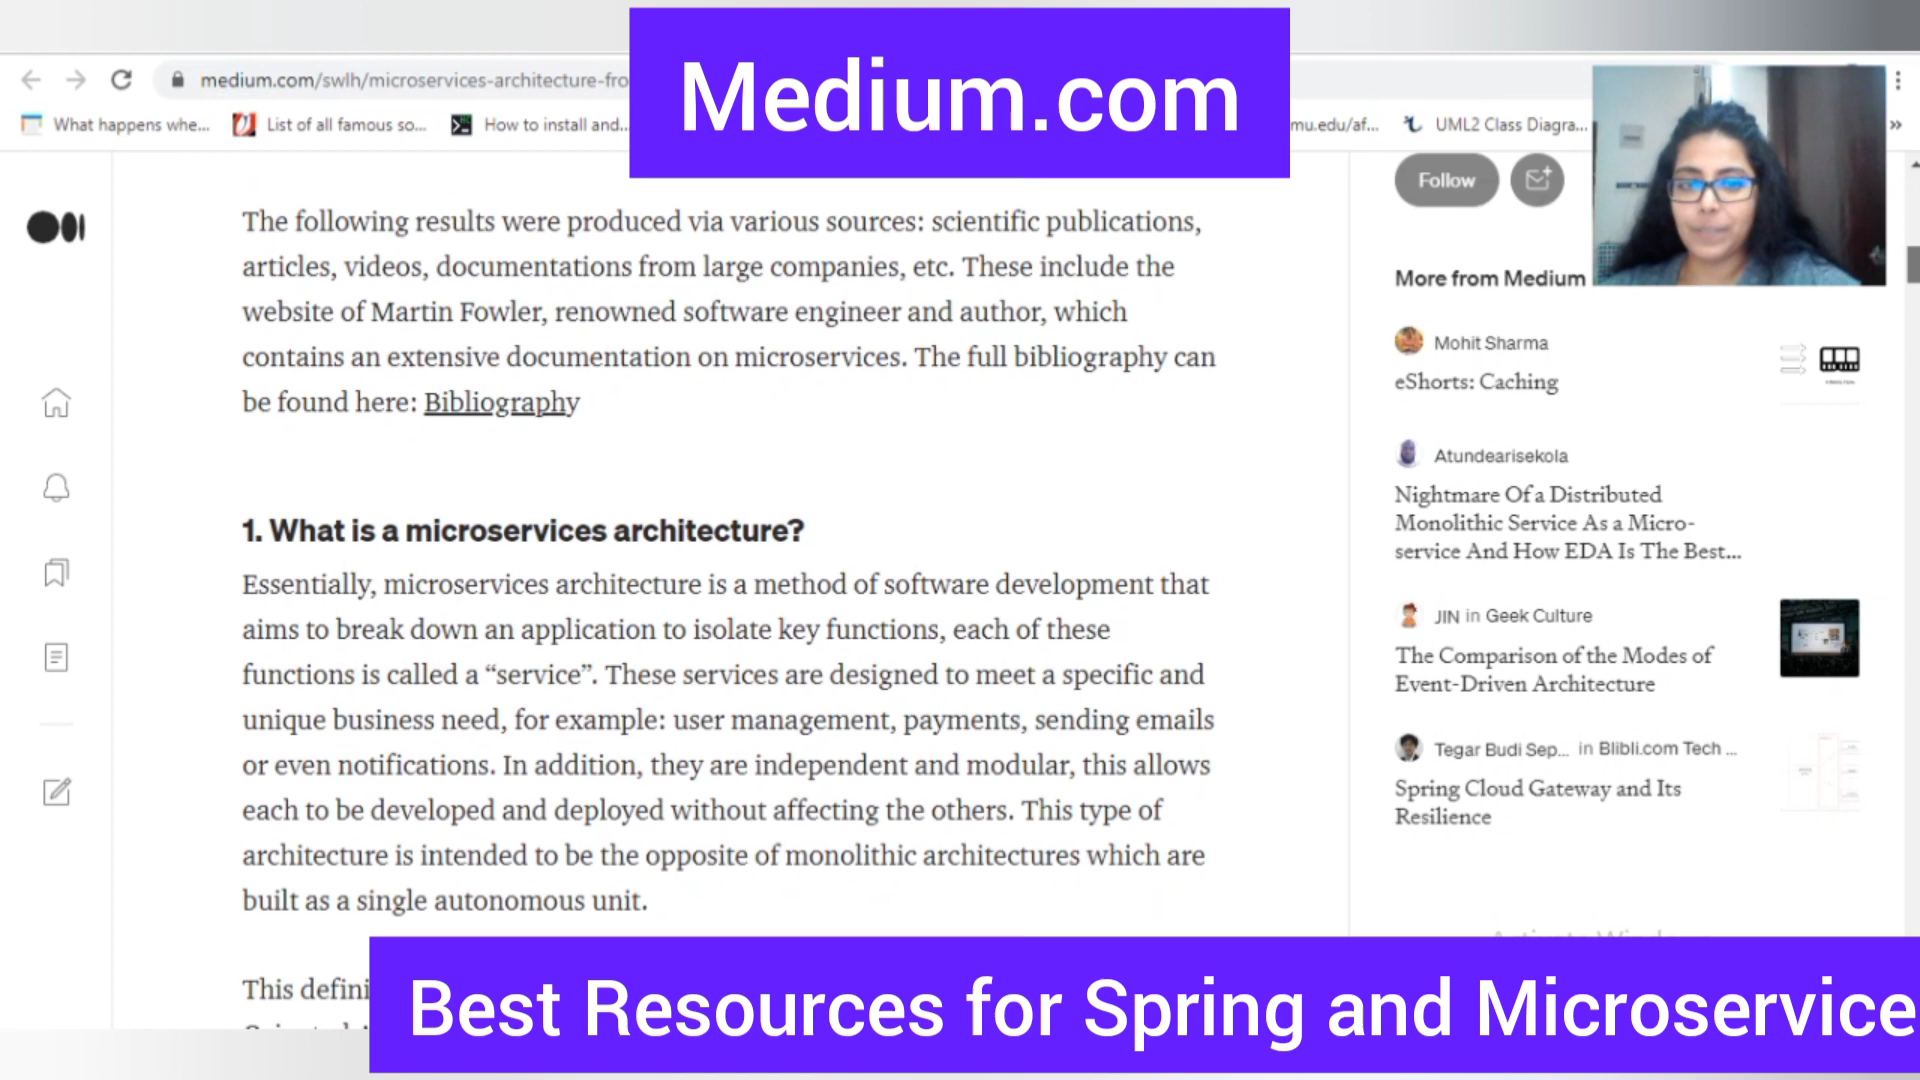 Medium.com
medium.com/swlh/microservices-architecture-fro
What happens whe...
List of all famous so...
How to install and...
mu.edu/af...
UML2 Class Diagra...
»
The following results were produced via various sources: scientific publications,
articles, videos, documentations from large companies, etc. These include the
website of Martin Fowler, renowned software engineer and author, which
contains an extensive documentation on microservices. The full bibliography can
be found here: Bibliography
1. What is a microservices architecture?
Essentially, microservices architecture is a method of software development that
aims to break down an application to isolate key functions, each of these
functions is called a “service”. These services are designed to meet a specific and
unique business need, for example: user management, payments, sending emails
or even notifications. In addition, they are independent and modular, this allows
each to be developed and deployed without affecting the others. This type of
architecture is intended to be the opposite of monolithic architectures which are
built as a single autonomous unit.
This defini
Follow
More from Medium
Mohit Sharma
eShorts: Caching
Atundearisekola
Nightmare Of a Distributed
Monolithic Service As a Micro-
service And How EDA Is The Best...
JIN in Geek Culture
The Comparison of the Modes of
Event-Driven Architecture
Tegar Budi Sep... in Blibli.com Tech ...
Spring Cloud Gateway and Its
Resilience
Best Resources for Spring and Microservice